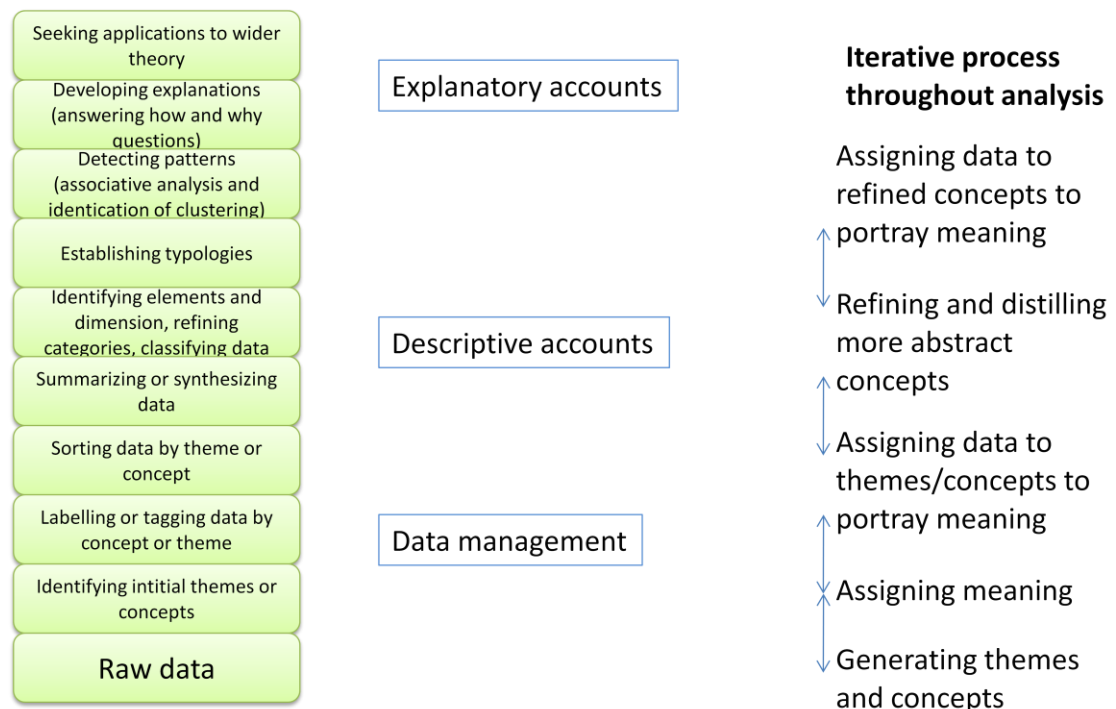 Seeking applications to wider
theory
Developing explanations
(answering how and why
questions)
Detecting patterns
(associative analysis and
identication of clustering)
Establishing typologies
Identifying elements and
dimension, refining
categories, classifying data
Summarizing or synthesizing
data
Sorting data by theme or
concept
Labelling or tagging data by
concept or theme
Identifying intitial themes or
concepts
Raw data
Explanatory accounts
Descriptive accounts
Data management
Iterative process
throughout analysis
Assigning data to
refined concepts to
portray meaning
Refining and distilling
more abstract
concepts
Assigning data to
themes/concepts to
portray meaning
Assigning meaning
Generating themes
and concepts